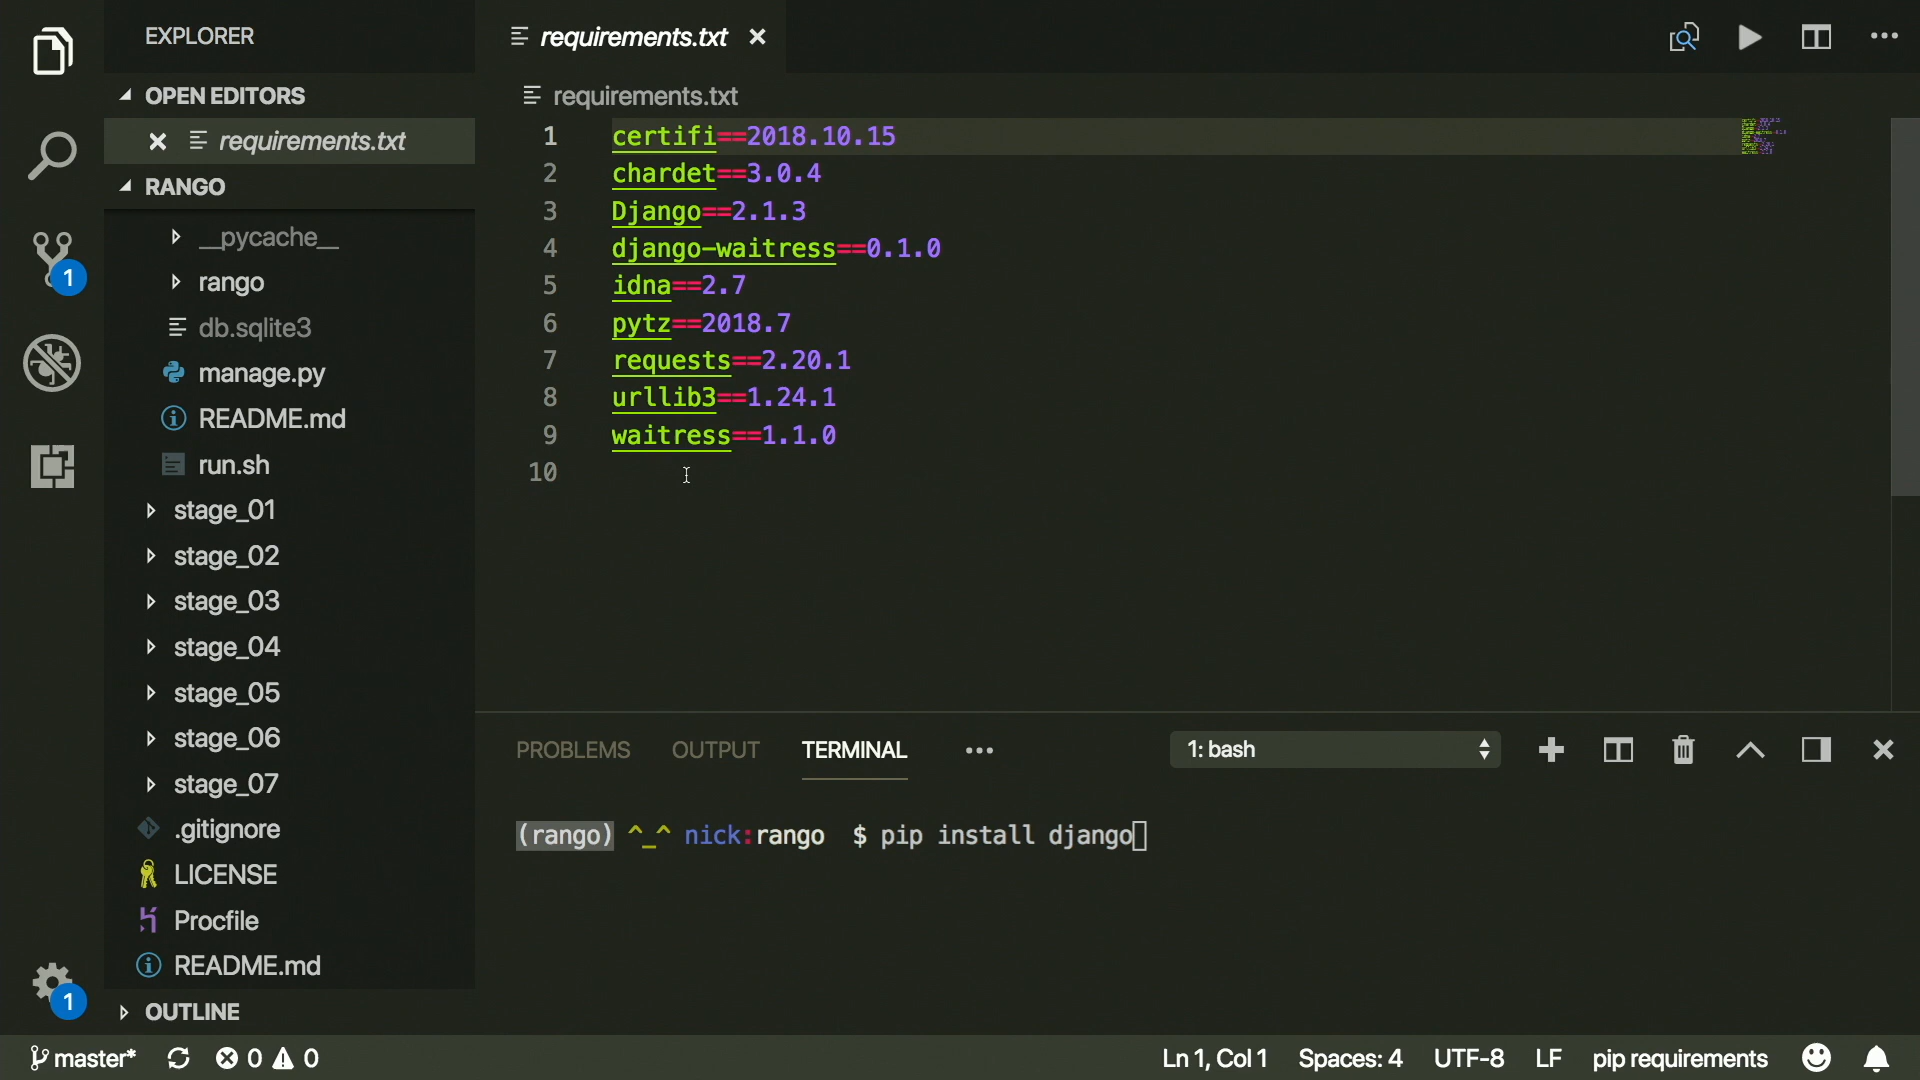 EXPLORER
OPEN EDITORS
requirements.txt
RANGO
__pycache__
rango
db.sqlite3
manage.py
README.md
run.sh
stage_01
stage_02
stage_03
stage_04
stage_05
stage_06
stage_07
.gitignore
LICENSE
Procfile
README.md
OUTLINE
1
1
requirements.txt
requirements.txt
1 certifi==2018.10.15
2 chardet==3.0.4
3 Django==2.1.3
4 django-waitress==0.1.0
5 idna==2.7
6 pytz==2018.7
7 requests==2.20.1
8 urllib3==1.24.1
9 waitress==1.1.0
10
PROBLEMS OUTPUT TERMINAL ••• 1: bash
(rango) ^_^ nick:rango $ pip install django
master* 0 0 Ln 1, Col 1 Spaces: 4 UTF-8 LF pip requirements